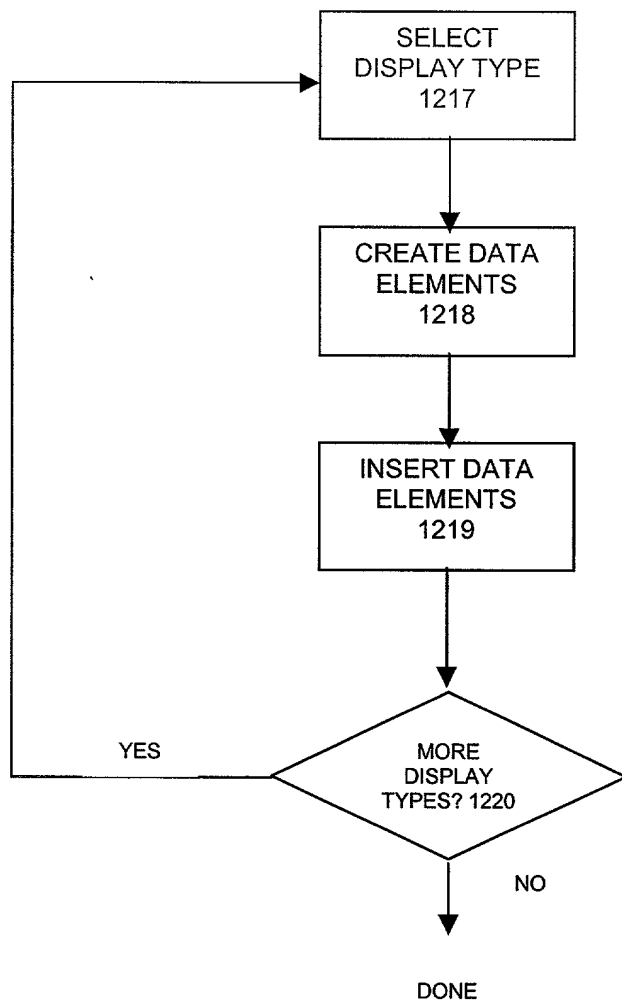 SELECT
DISPLAY TYPE
1217
CREATE DATA
ELEMENTS
1218
INSERT DATA
ELEMENTS
1219
YES
MORE
DISPLAY
TYPES? 1220
NO
DONE